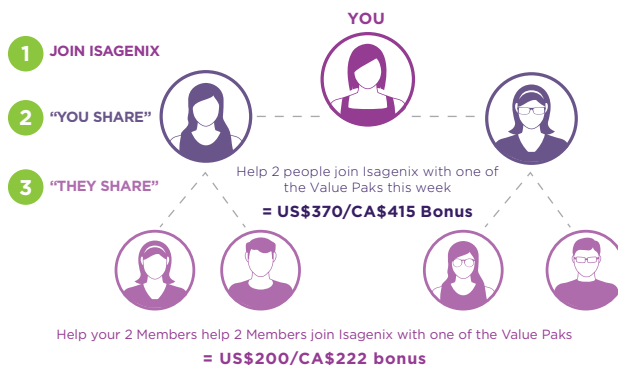 YOU
1 JOIN ISAGENIX
2 “YOU SHARE”
3 “THEY SHARE”
Help 2 people join Isagenix with one of
the Value Paks this week
= US$370/CA$415 Bonus
Help your 2 Members help 2 Members join Isagenix with one of the Value Paks
= US$200/CA$222 bonus